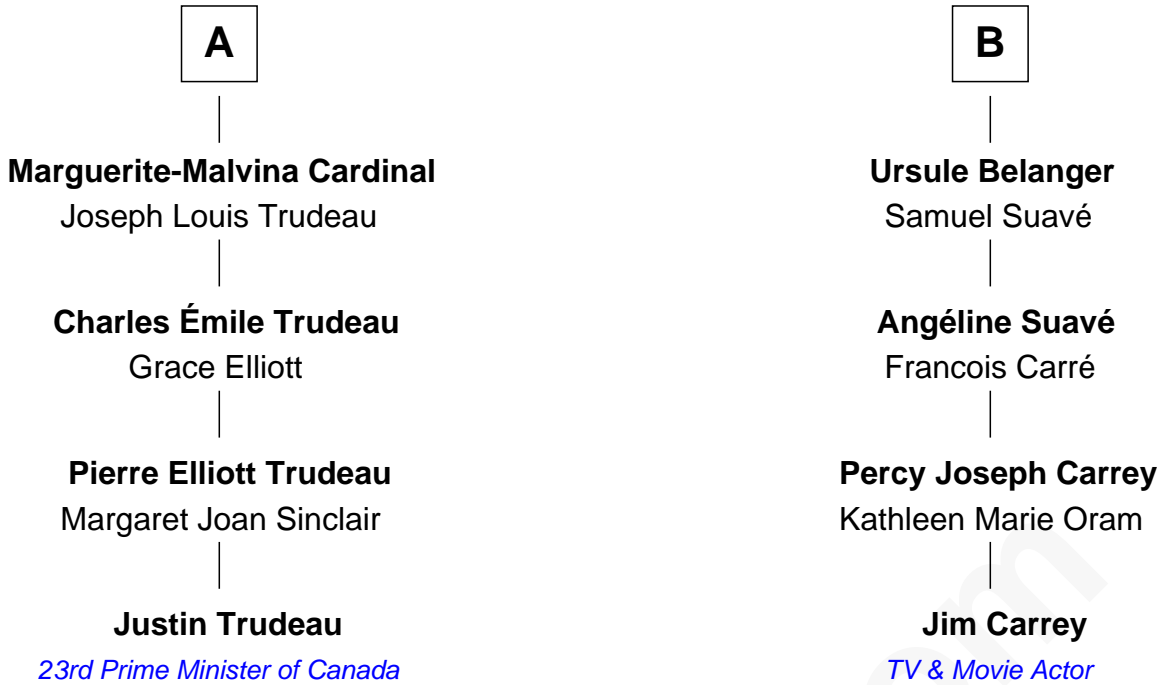 A
Marguerite-Malvina Cardinal
Joseph Louis Trudeau
Charles Émile Trudeau
Grace Elliott
Pierre Elliott Trudeau
Margaret Joan Sinclair
Justin Trudeau
23rd Prime Minister of Canada
B
Ursule Belanger
Samuel Suavé
Angéline Suavé
Francois Carré
Percy Joseph Carrey
Kathleen Marie Oram
Jim Carrey
TV & Movie Actor
om